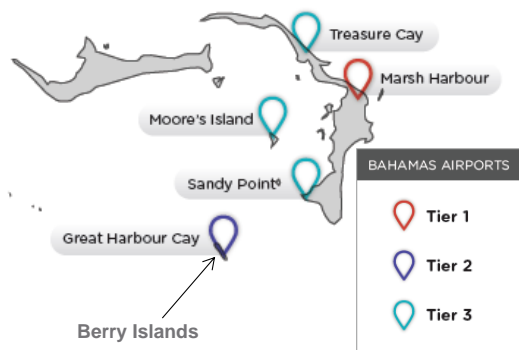 Treasure Cay
Marsh Harbour
Moore's Island
Sandy Point⁶
Great Harbour Cay
Berry Islands
BAHAMAS AIRPORTS
Tier 1
Tier 2
Tier 3